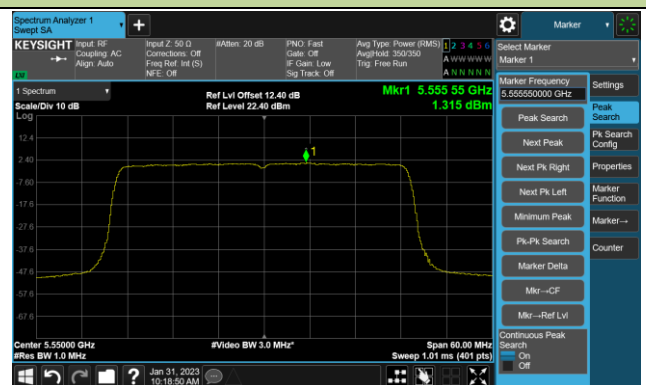 Spectrum Analyzer 1
Swept SA
+
Marker
KEYSIGHT
Input: RF
Coupling: AC
Align: Auto
Input Z: 50 Ω
Corrections: Off
Freq Ref: Int (S)
NFE: Off
#Atten: 20 dB
PNO: Fast
Gate: Off
IF Gain: Low
Sig Track: Off
Avg Type: Power (RMS)
Avg|Hold: 350/350
Trig: Free Run
1 2 3 4 5 6
A W W W W W
A N N N N N
LW
Select Marker
Marker 1
1 Spectrum
Scale/Div 10 dB
Log
Ref Lvl Offset 12.40 dB
Ref Level 22.40 dBm
Mkr1 5.555 55 GHz
1.315 dBm
12.4
2.40
-7.60
-17.6
-27.6
-37.6
-47.6
-57.6
-67.6
1
Center 5.55000 GHz
#Res BW 1.0 MHz
#Video BW 3.0 MHz*
Span 60.00 MHz
Sweep 1.01 ms (401 pts)
Marker Frequency
5.555550000 GHz
Peak Search
Next Peak
Next Pk Right
Next Pk Left
Minimum Peak
Pk-Pk Search
Marker Delta
Mkr→CF
Mkr→Ref Lvl
Continuous Peak
Search
On
Off
Settings
Peak
Search
Pk Search
Config
Properties
Marker
Function
Marker→
Counter
?
Jan 31, 2023
10:18:50 AM